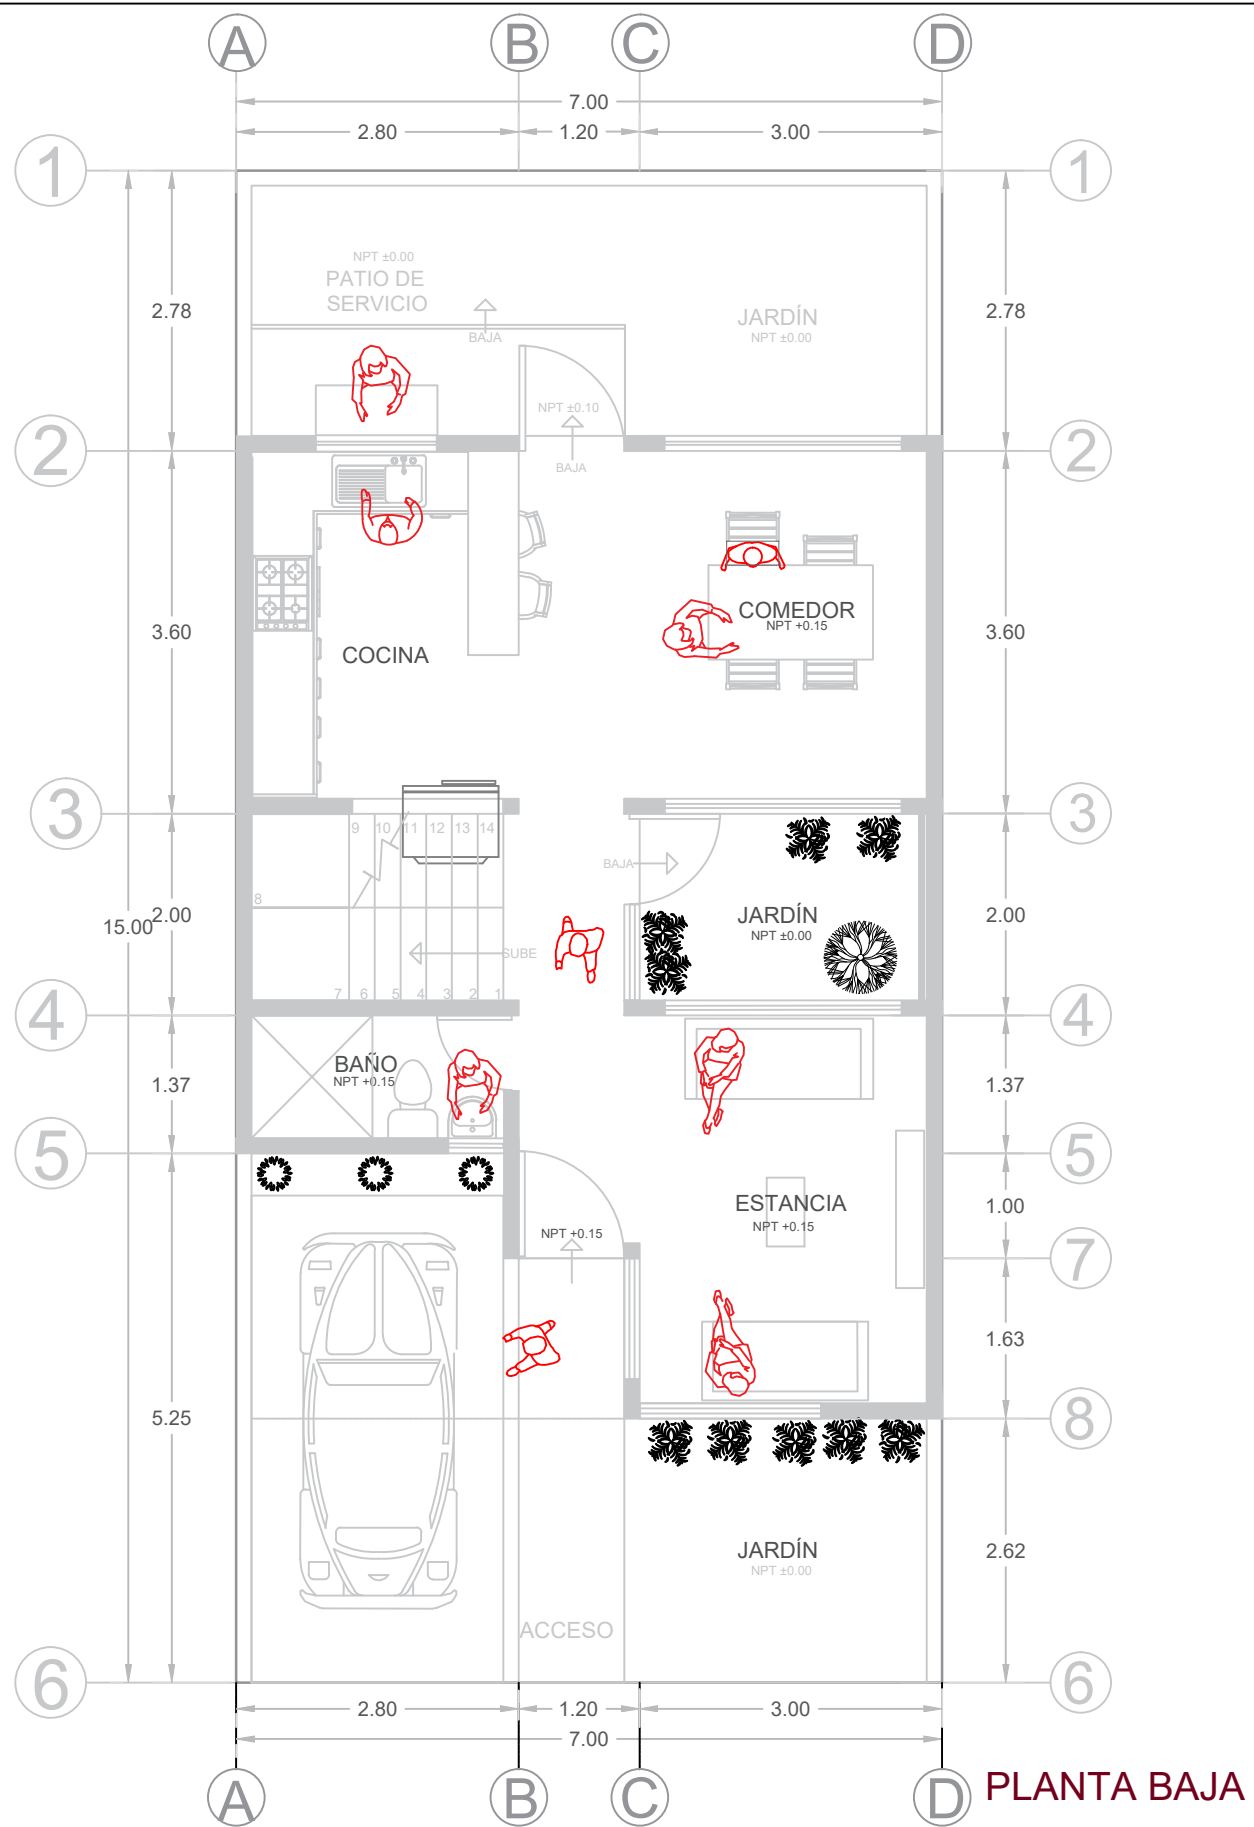 A B C D
7.00
2.80 1.20 3.00
1 1
NPT ±0.00
PATIO DE
SERVICIO
2.78 2.78
JARDÍN
NPT ±0.00
BAJA
NPT ±0.10
2 2
BAJA
COMEDOR
NPT +0.15
3.60 3.60
COCINA
3 3
9 10 11 12 13 14
BAJA
8
15.00
2.00 2.00
JARDÍN
NPT ±0.00
SUBE
7 6 5 4 3 2 1
4 4
BAÑO
NPT +0.15
1.37 1.37
5 5
ESTANCIA
NPT +0.15
1.00
NPT +0.15
7
1.63
5.25
8
JARDÍN
NPT ±0.00
2.62
ACCESO
6 6
2.80 1.20 3.00
7.00
A B C D
PLANTA BAJA